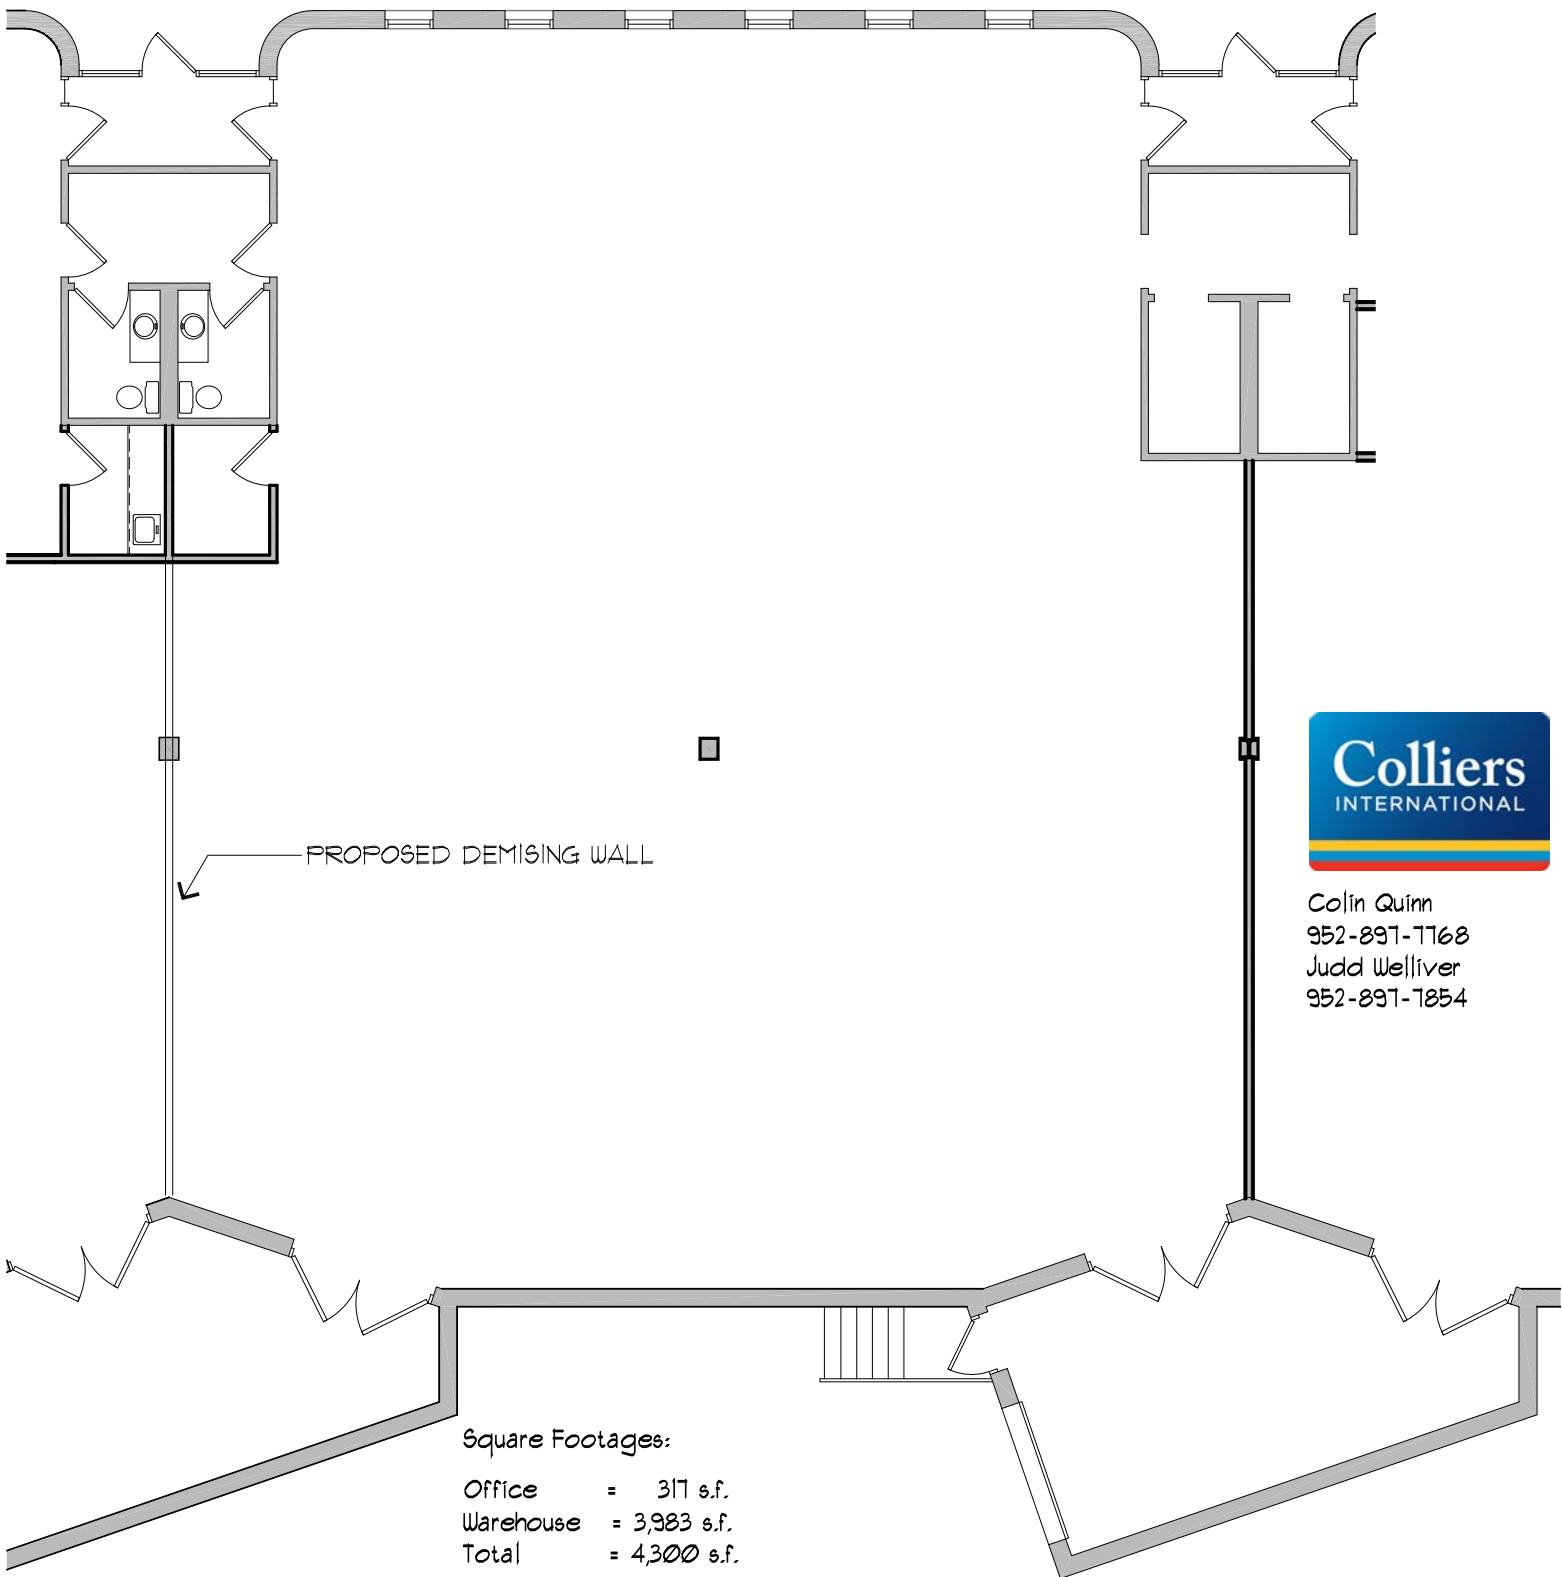 Colliers
INTERNATIONAL
PROPOSED DEMISING WALL
Colin Quinn
952-897-7768
Judd Welliver
952-897-7854
Square Footages:
Office = 317 s.f.
Warehouse = 3,983 s.f.
Total = 4,300 s.f.